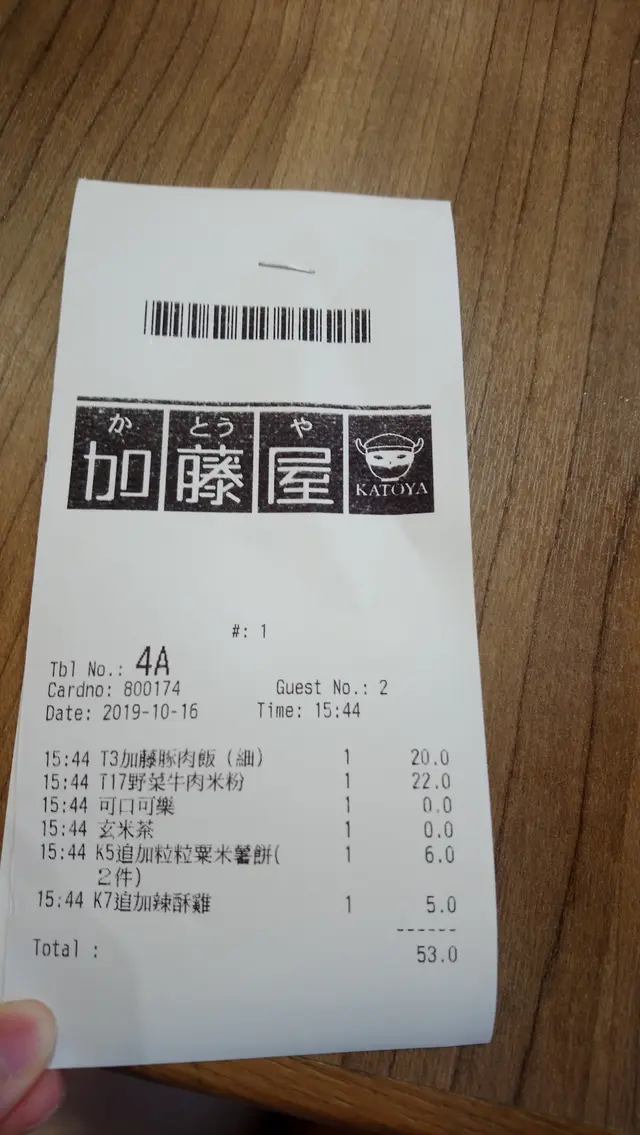 か とう や
加藤屋
KATOYA
#: 1
Tbl No.: 4A
Cardno: 800174 Guest No.: 2
Date: 2019-10-16 Time: 15:44
15:44 T3加藤豚肉飯（細） 1 20.0
15:44 T17野菜牛肉米粉 1 22.0
15:44 可口可樂 1 0.0
15:44 玄米茶 1 0.0
15:44 K5追加粒粒粟米薯餅( 1 6.0
2件)
15:44 K7追加辣酥雞 1 5.0
------
Total : 53.0